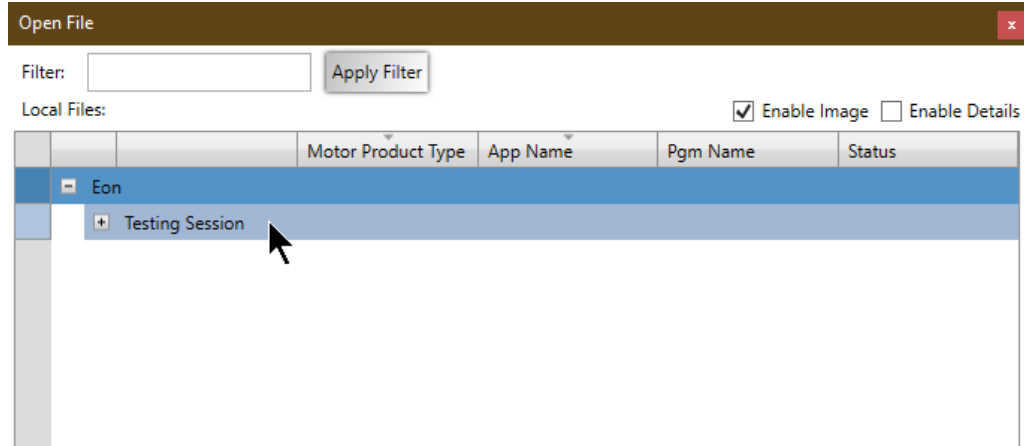 Open File
x
Filter:
Apply Filter
Local Files:
Enable Image Enable Details
Motor Product Type App Name Pgm Name Status
Eon
Testing Session